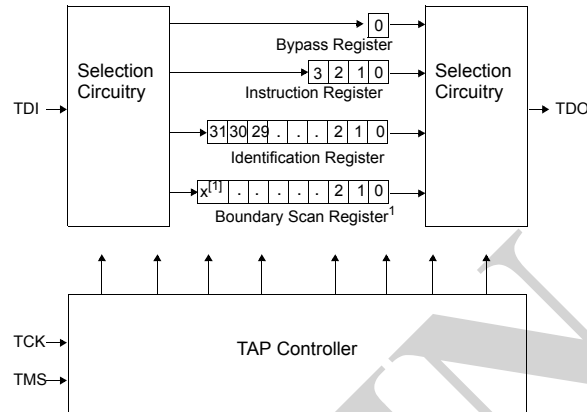 0
Bypass Register
Selection
Circuitry
Selection
Circuitry
3 2 1 0
Instruction Register
TDI
TDO
31 30 29 . . . 2 1 0
Identification Register
x[1] . . . . . 2 1 0
Boundary Scan Register1
TCK
TMS
TAP Controller